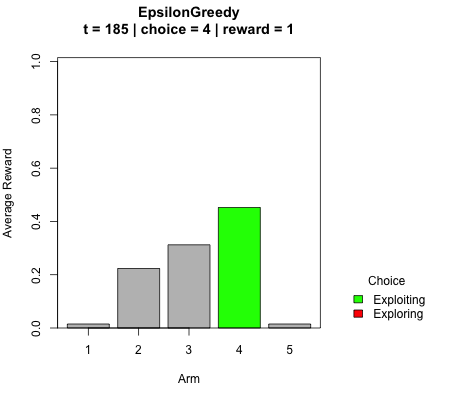 EpsilonGreedy
t = 185 | choice = 4 | reward = 1
Average Reward
1.0
0.8
0.6
0.4
0.2
0.0
1 2 3 4 5
Arm
Choice
Exploiting
Exploring